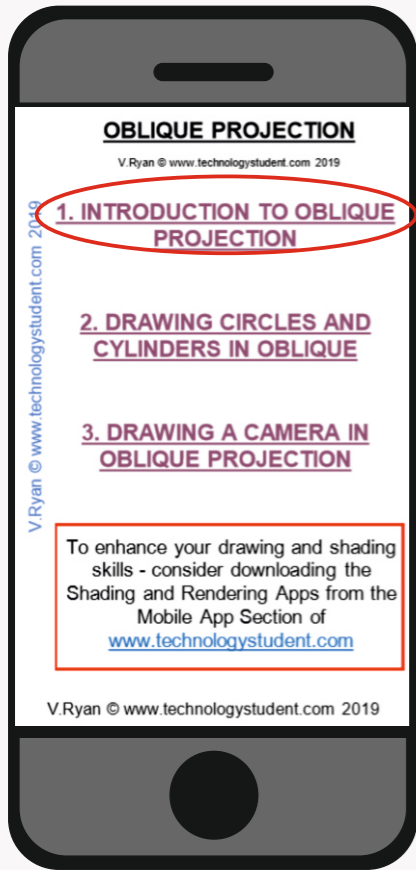 OBLIQUE PROJECTION
V.Ryan © www.technologystudent.com 2019
V.Ryan © www.technologystudent.com 2019
1. INTRODUCTION TO OBLIQUE
PROJECTION
2. DRAWING CIRCLES AND
CYLINDERS IN OBLIQUE
3. DRAWING A CAMERA IN
OBLIQUE PROJECTION
To enhance your drawing and shading
skills - consider downloading the
Shading and Rendering Apps from the
Mobile App Section of
www.technologystudent.com
V.Ryan © www.technologystudent.com 2019